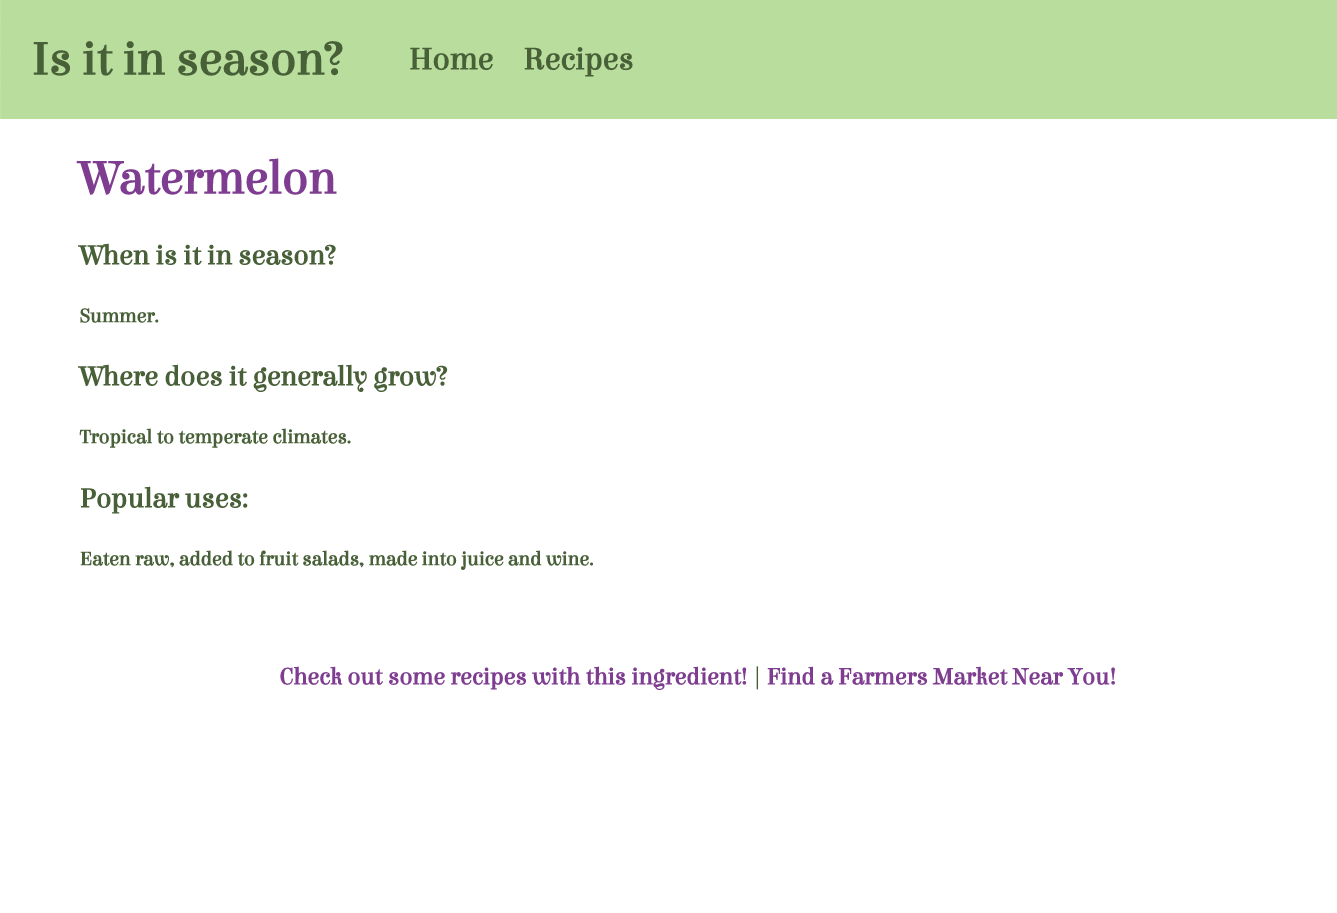 Is it in season? Home Recipes
Watermelon
When is it in season?
Summer.
Where does it generally grow?
Tropical to temperate climates.
Popular uses:
Eaten raw, added to fruit salads, made into juice and wine.
Check out some recipes with this ingredient! | Find a Farmers Market Near You!